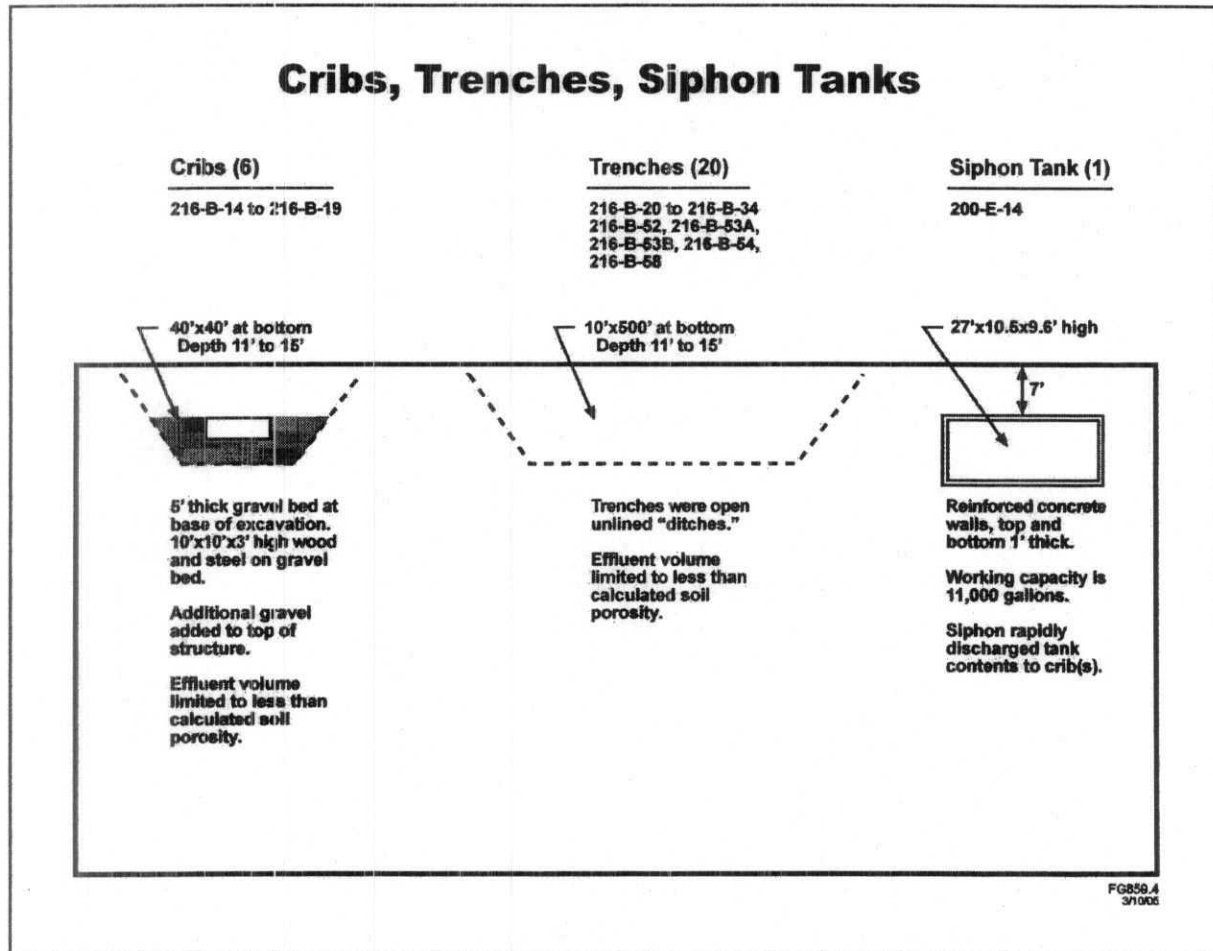 Cribs, Trenches, Siphon Tanks
Cribs (6)
216-B-14 to 216-B-19
Trenches (20)
216-B-20 to 216-B-34
216-B-52, 216-B-53A,
216-B-53B, 216-B-54,
216-B-58
Siphon Tank (1)
200-E-14
40'x40' at bottom
Depth 11' to 15'
10'x500' at bottom
Depth 11' to 15'
27'x10.5x9.6' high
7'
5' thick gravel bed at
base of excavation.
10'x10'x3' high wood
and steel on gravel
bed.
Additional gravel
added to top of
structure.
Effluent volume
limited to less than
calculated soil
porosity.
Trenches were open
unlined “ditches.”
Effluent volume
limited to less than
calculated soil
porosity.
Reinforced concrete
walls, top and
bottom 1' thick.
Working capacity is
11,000 gallons.
Siphon rapidly
discharged tank
contents to crib(s).
FG859.4
3/10/05